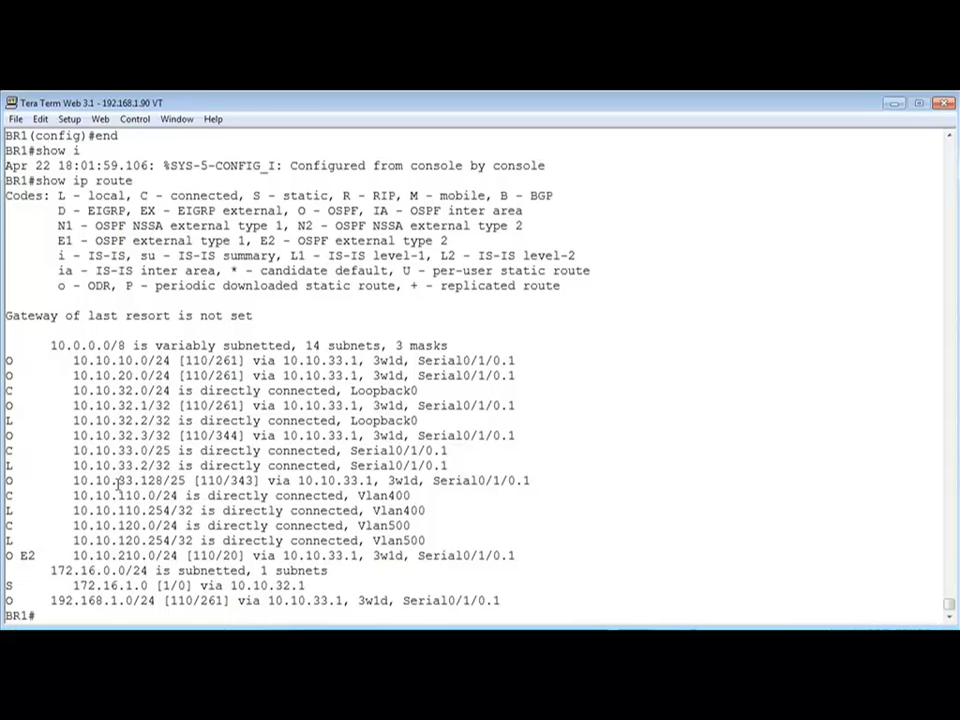 Tera Term Web 3.1 - 192.168.1.90 VT
File Edit Setup Web Control Window Help
BR1(config)#end
BR1#show i
Apr 22 18:01:59.106: %SYS-5-CONFIG_I: Configured from console by console
BR1#show ip route
Codes: L - local, C - connected, S - static, R - RIP, M - mobile, B - BGP
D - EIGRP, EX - EIGRP external, O - OSPF, IA - OSPF inter area
N1 - OSPF NSSA external type 1, N2 - OSPF NSSA external type 2
E1 - OSPF external type 1, E2 - OSPF external type 2
i - IS-IS, su - IS-IS summary, L1 - IS-IS level-1, L2 - IS-IS level-2
ia - IS-IS inter area, * - candidate default, U - per-user static route
o - ODR, P - periodic downloaded static route, + - replicated route
Gateway of last resort is not set
10.0.0.0/8 is variably subnetted, 14 subnets, 3 masks
O 10.10.10.0/24 [110/261] via 10.10.33.1, 3w1d, Serial0/1/0.1
O 10.10.20.0/24 [110/261] via 10.10.33.1, 3w1d, Serial0/1/0.1
C 10.10.32.0/24 is directly connected, Loopback0
O 10.10.32.1/32 [110/261] via 10.10.33.1, 3w1d, Serial0/1/0.1
L 10.10.32.2/32 is directly connected, Loopback0
O 10.10.32.3/32 [110/344] via 10.10.33.1, 3w1d, Serial0/1/0.1
C 10.10.33.0/25 is directly connected, Serial0/1/0.1
L 10.10.33.2/32 is directly connected, Serial0/1/0.1
O 10.10.33.128/25 [110/343] via 10.10.33.1, 3w1d, Serial0/1/0.1
C 10.10.110.0/24 is directly connected, Vlan400
L 10.10.110.254/32 is directly connected, Vlan400
C 10.10.120.0/24 is directly connected, Vlan500
L 10.10.120.254/32 is directly connected, Vlan500
O E2 10.10.210.0/24 [110/20] via 10.10.33.1, 3w1d, Serial0/1/0.1
172.16.0.0/24 is subnetted, 1 subnets
S 172.16.1.0 [1/0] via 10.10.32.1
O 192.168.1.0/24 [110/261] via 10.10.33.1, 3w1d, Serial0/1/0.1
BR1#